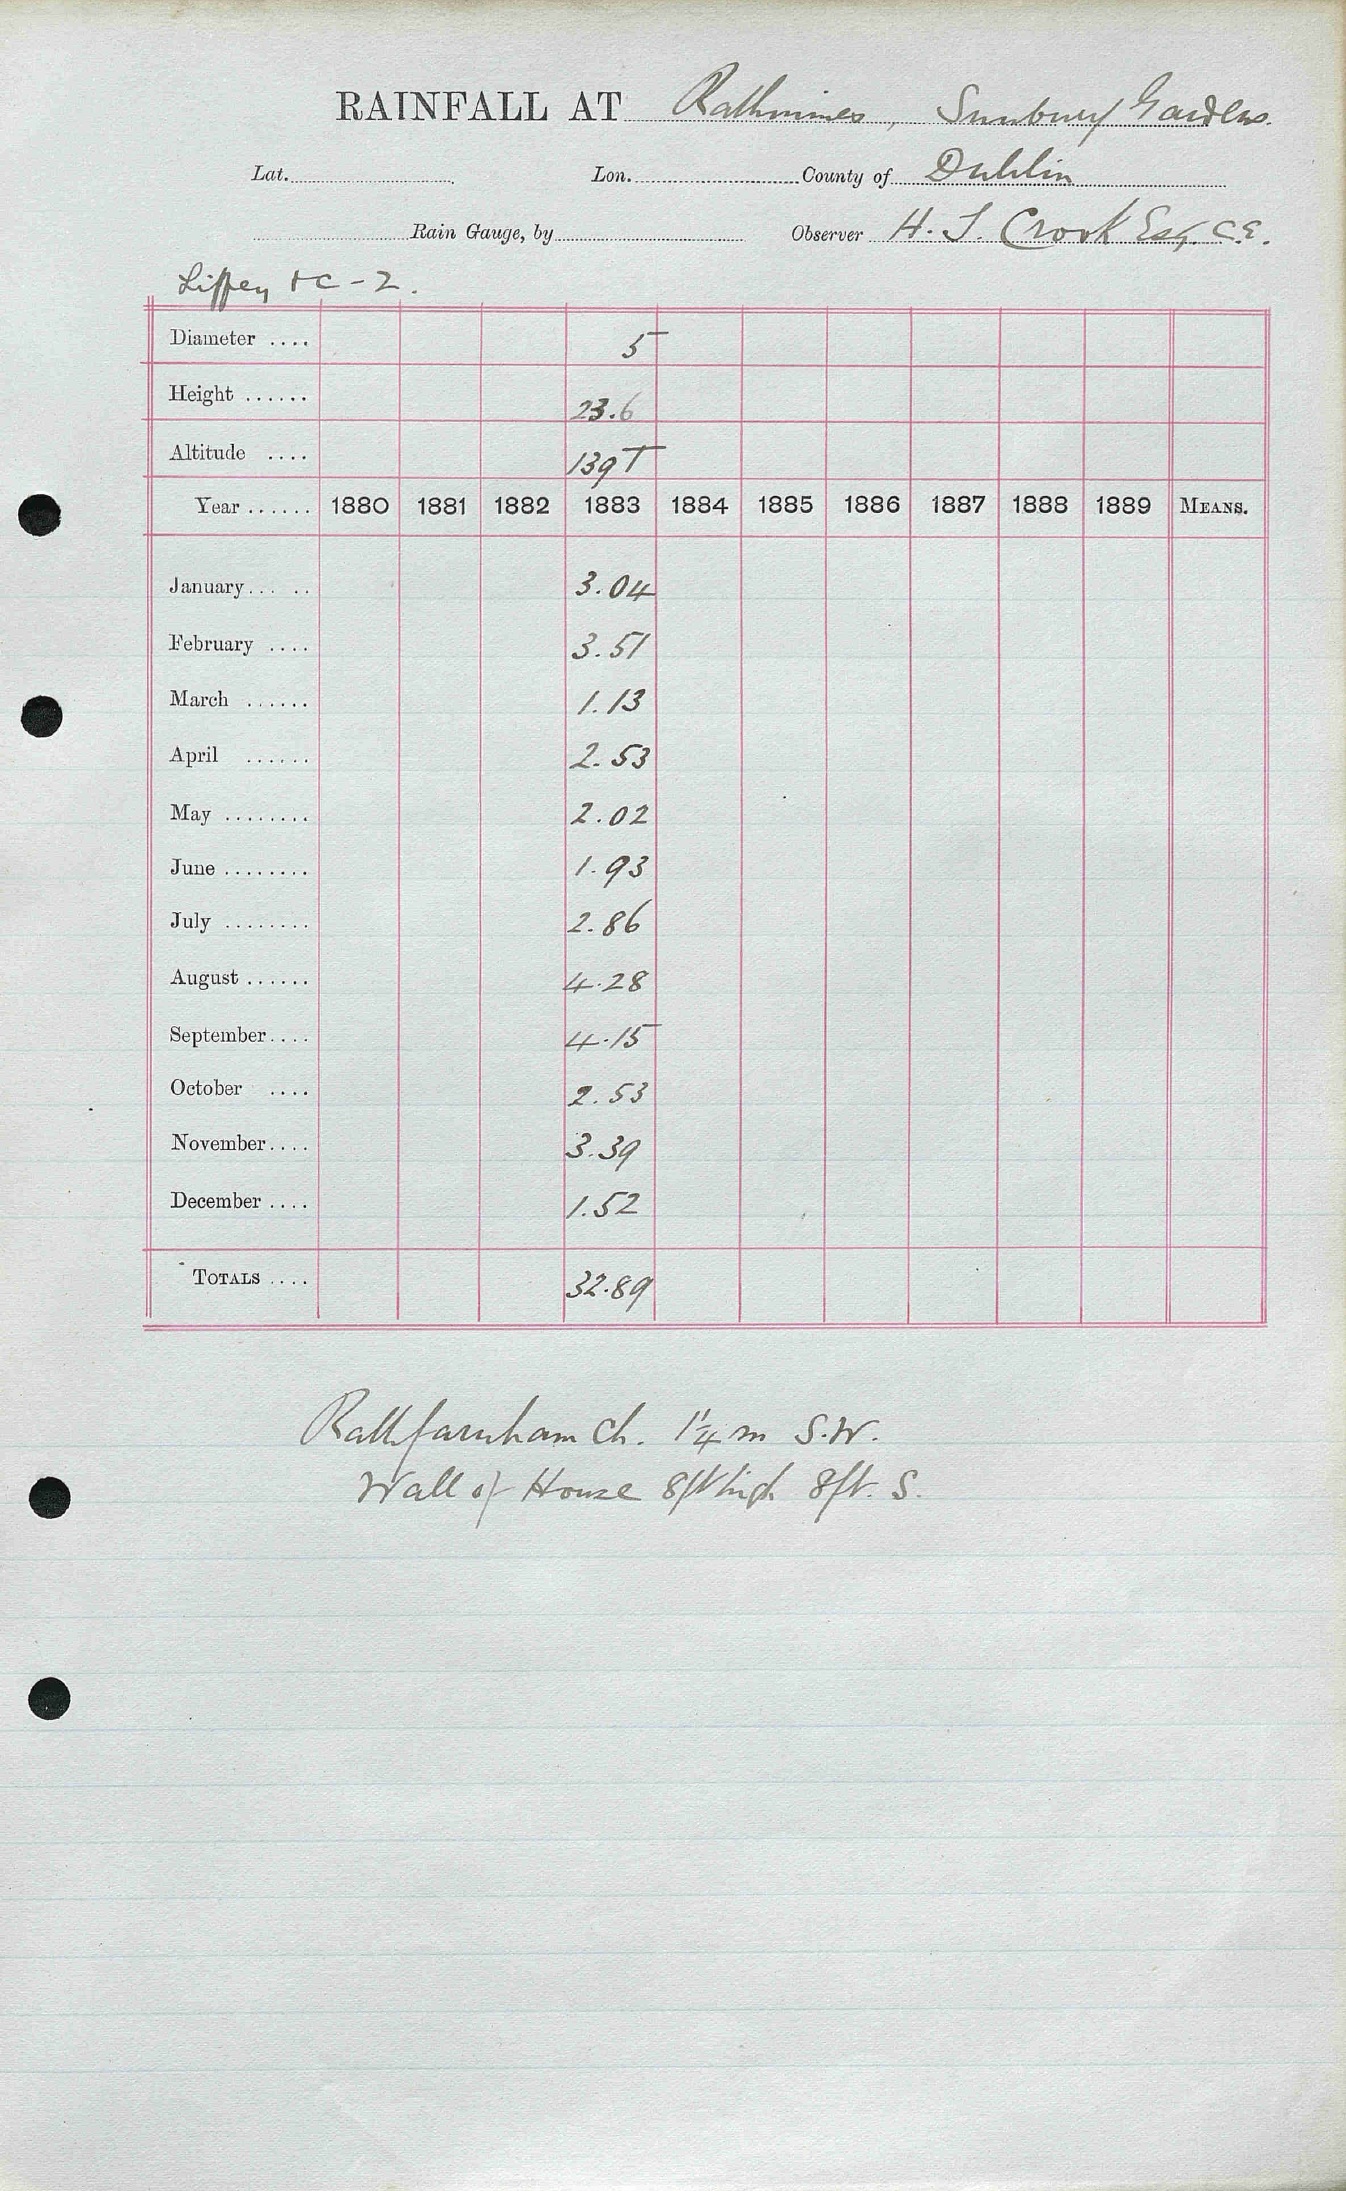 RAINFALL AT Rathmines, Sunbury Gardens.
Lat. Lon. County of Dublin
Rain Gauge, by Observer H. T. Crook Esq. C.E.
Liffey + C - 2.
Diameter .... 5
Height ...... 23.6
Altitude .... 139 T
Year ...... 1880 1881 1882 1883 1884 1885 1886 1887 1888 1889 MEANS.
January ... .. 3.04
February .... 3.51
March ...... 1.13
April ...... 2.53
May ........ 2.02
June ........ 1.93
July ........ 2.86
August ...... 4.28
September .... 4.15
October .... 2.53
November .... 3.39
December .... 1.52
TOTALS .... 32.89
Rathfarnham Ch. 1¼ m S.W.
Wall of House 8ft high 8ft. S.